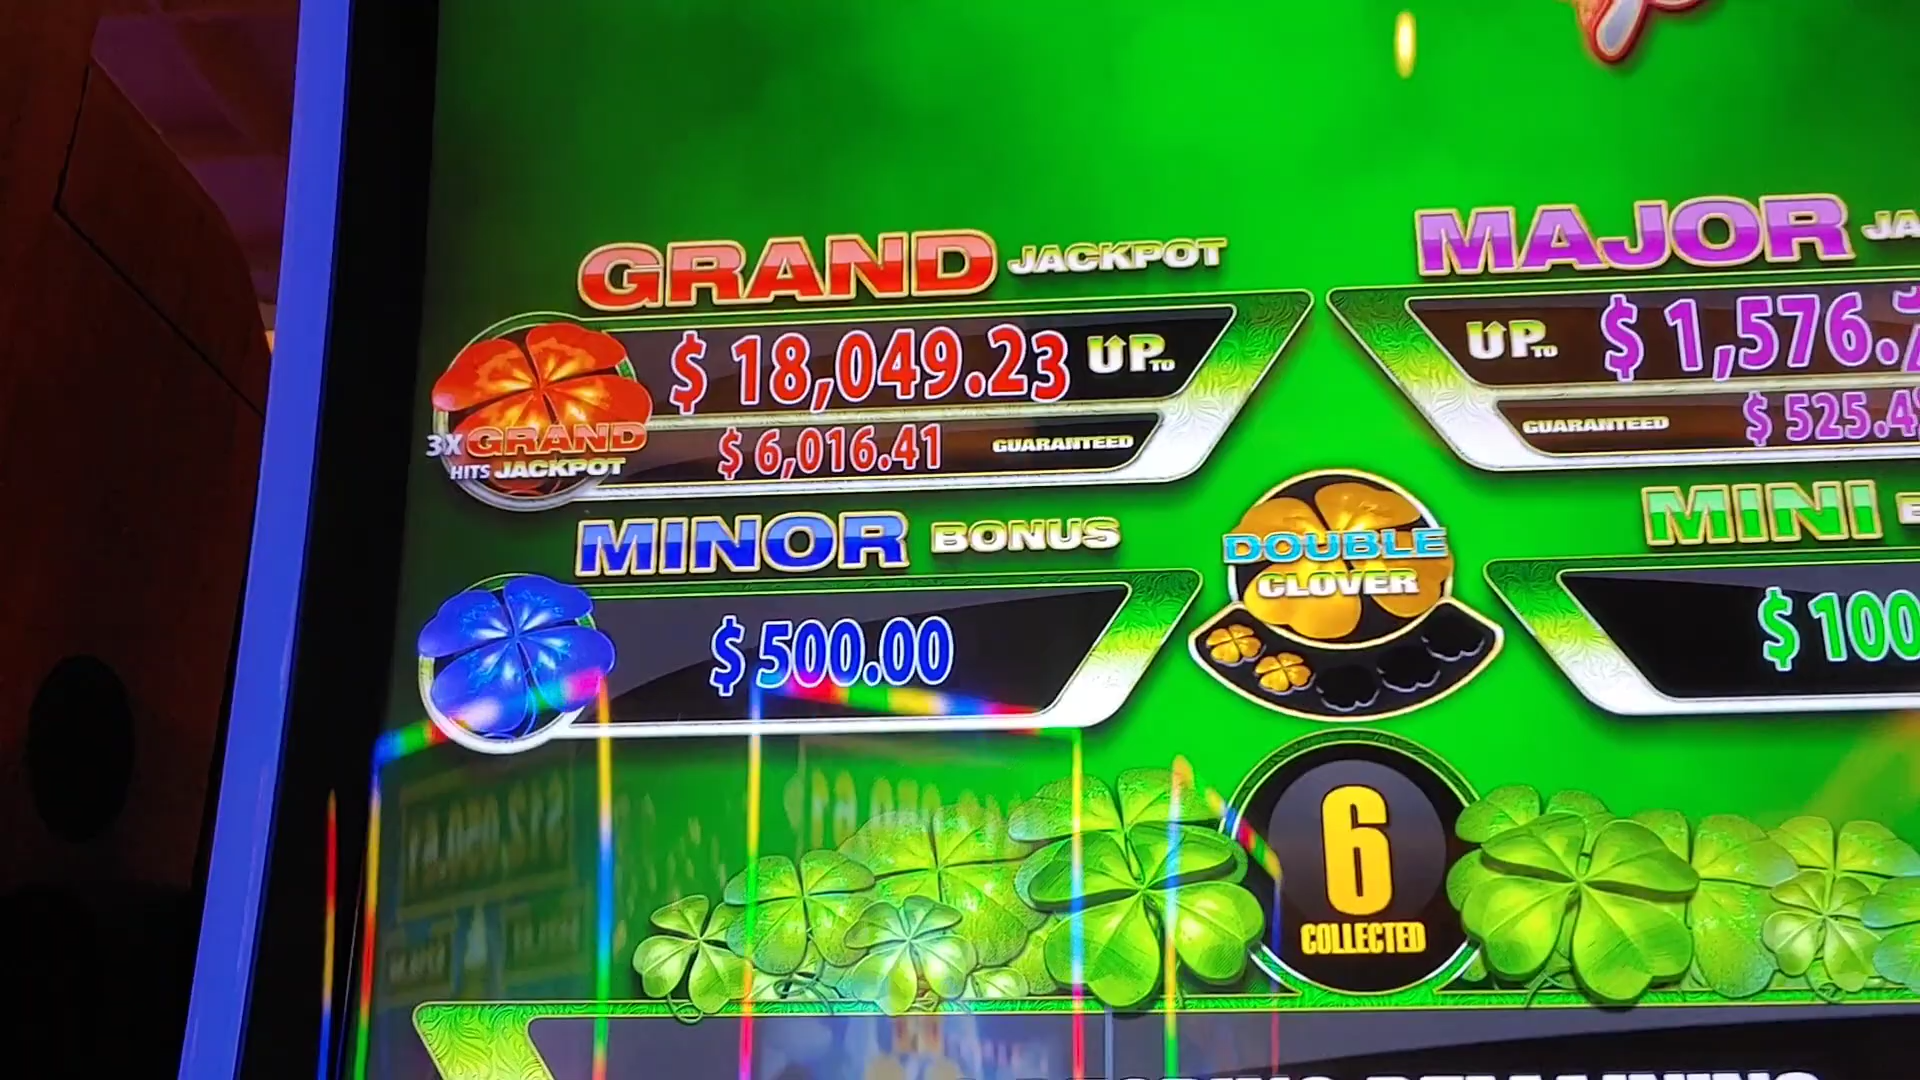 GRAND JACKPOT
$ 18,049.23 UP TO
$ 6,016.41 GUARANTEED
3X GRAND
HITS JACKPOT
MAJOR
UP TO $ 1,576.
GUARANTEED $ 525.4
MINOR BONUS
$ 500.00
DOUBLE
CLOVER
MINI
$ 100
6
COLLECTED